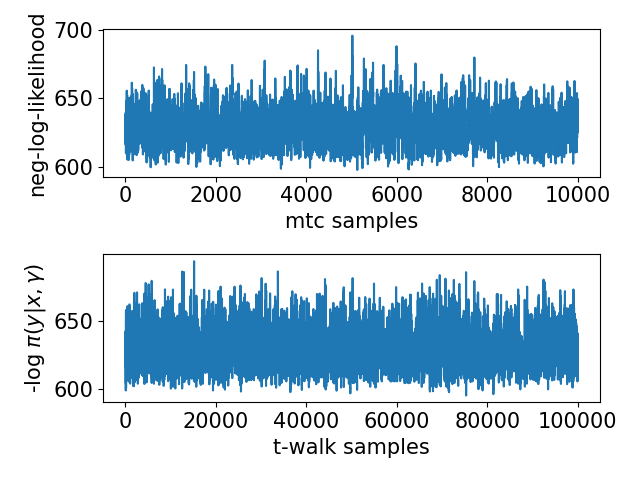 neg-log-likelihood
700
650
600
0 2000 4000 6000 8000 10000
mtc samples
-log π(y|x, γ)
650
600
0 20000 40000 60000 80000 100000
t-walk samples